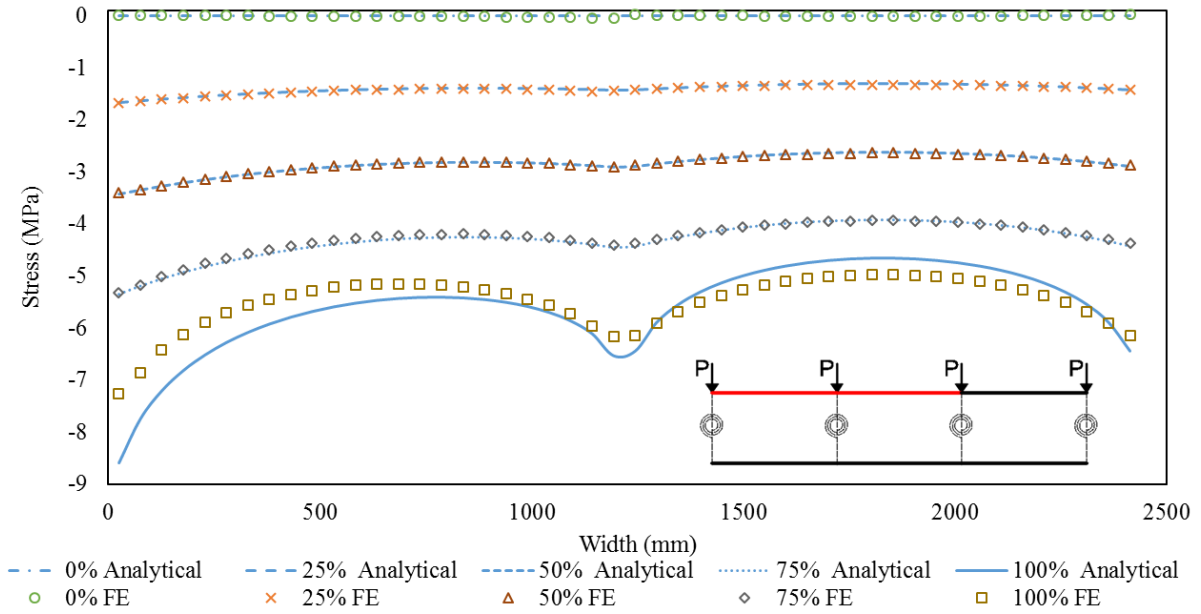 0
-1
-2
-3
-4
-5
-6
-7
-8
-9
Stress (MPa)
P P P P
0 500 1000 1500 2000 2500
Width (mm)
0% Analytical 25% Analytical 50% Analytical 75% Analytical 100% Analytical
0% FE 25% FE 50% FE 75% FE 100% FE